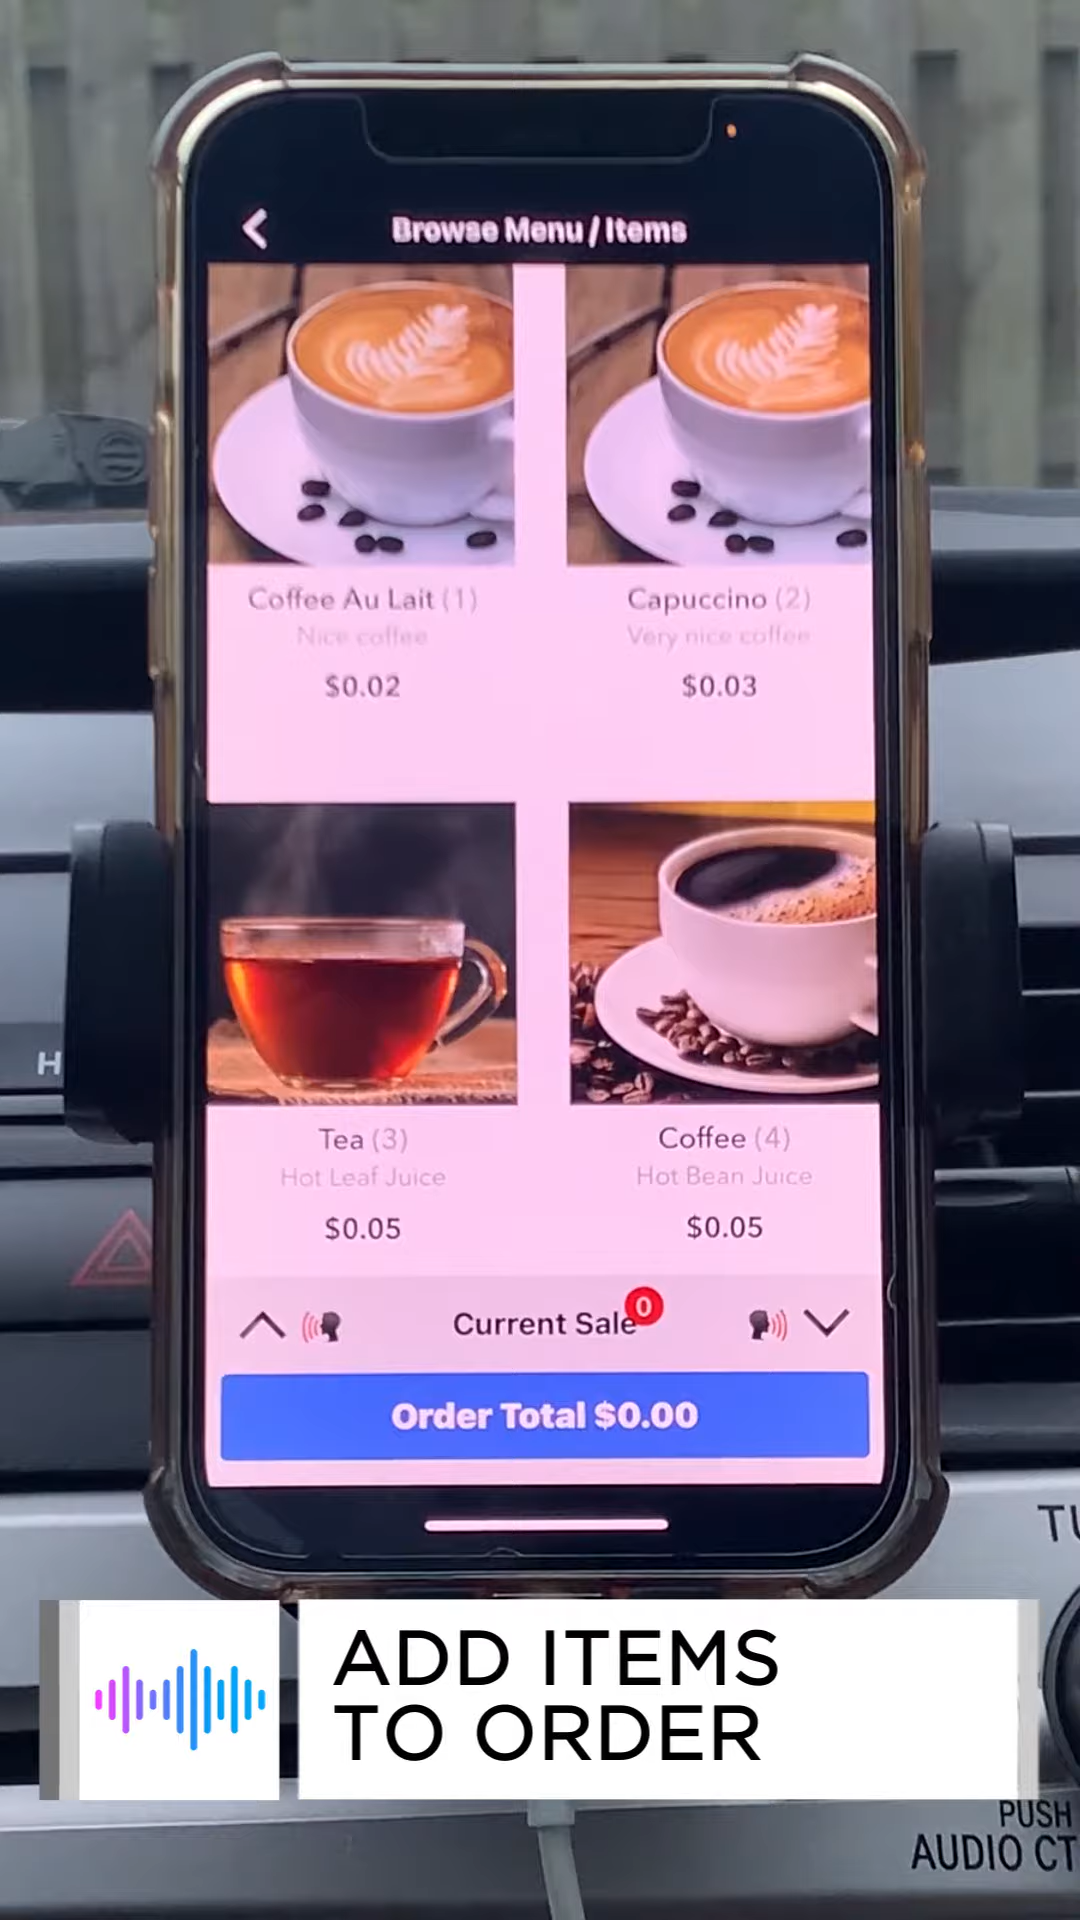 Browse Menu / Items
Coffee Au Lait (1)
Nice coffee
$0.02
Capuccino (2)
Very nice coffee
$0.03
Tea (3)
Hot Leaf Juice
$0.05
Coffee (4)
Hot Bean Juice
$0.05
Current Sale
0
Order Total $0.00
H
TU
ADD ITEMS
TO ORDER
PUSH
AUDIO CT